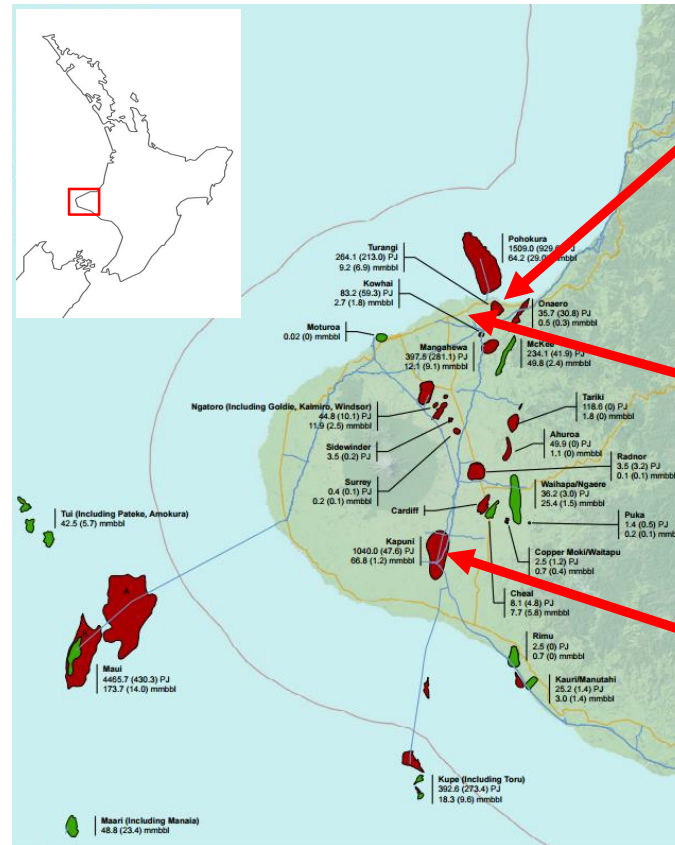 Pohokura
1509.0 (929. PJ
64.2 (29.0) mmbbl
Turangi
264.1 (213.0) PJ
9.2 (6.9) mmbbl
Kowhai
83.2 (59.3) PJ
2.7 (1.8) mmbbl
Onaero
35.7 (30.8) PJ
0.5 (0.3) mmbbl
Moturoa
0.02 (0) mmbbl
Mangahewa
397.5 (281.1) PJ
12.1 (9.1) mmbbl
McKee
234.1 (41.9) PJ
49.8 (2.4) mmbbl
Ngatoro (Including Goldie, Kaimiro, Windsor)
44.8 (10.1) PJ
11.9 (2.5) mmbbl
Tariki
118.6 (0) PJ
1.8 (0) mmbbl
Sidewinder
3.5 (0.2) PJ
Ahuroa
49.9 (0) PJ
1.1 (0) mmbbl
Surrey
0.4 (0.1) PJ
0.2 (0.1) mmbbl
Radnor
3.5 (3.2) PJ
0.1 (0.1) mmbbl
Waihapa/Ngaere
36.2 (3.0) PJ
25.4 (1.5) mmbbl
Tui (Including Pateke, Amokura)
42.5 (5.7) mmbbl
Cardiff
Puka
1.4 (0.5) PJ
0.2 (0.1) mmbbl
Kapuni
1040.0 (47.6) PJ
66.8 (1.2) mmbbl
Copper Moki/Waitapu
2.5 (1.2) PJ
0.7 (0.4) mmbbl
Cheal
8.1 (4.8) PJ
7.7 (5.8) mmbbl
A
Maui
4465.7 (430.3) PJ
173.7 (14.0) mmbbl
Rimu
2.5 (0) PJ
0.7 (0) mmbbl
Kauri/Manutahi
25.2 (1.4) PJ
3.0 (1.4) mmbbl
Kupe (Including Toru)
392.6 (273.4) PJ
18.3 (9.6) mmbbl
Maari (Including Manaia)
48.8 (23.4) mmbbl